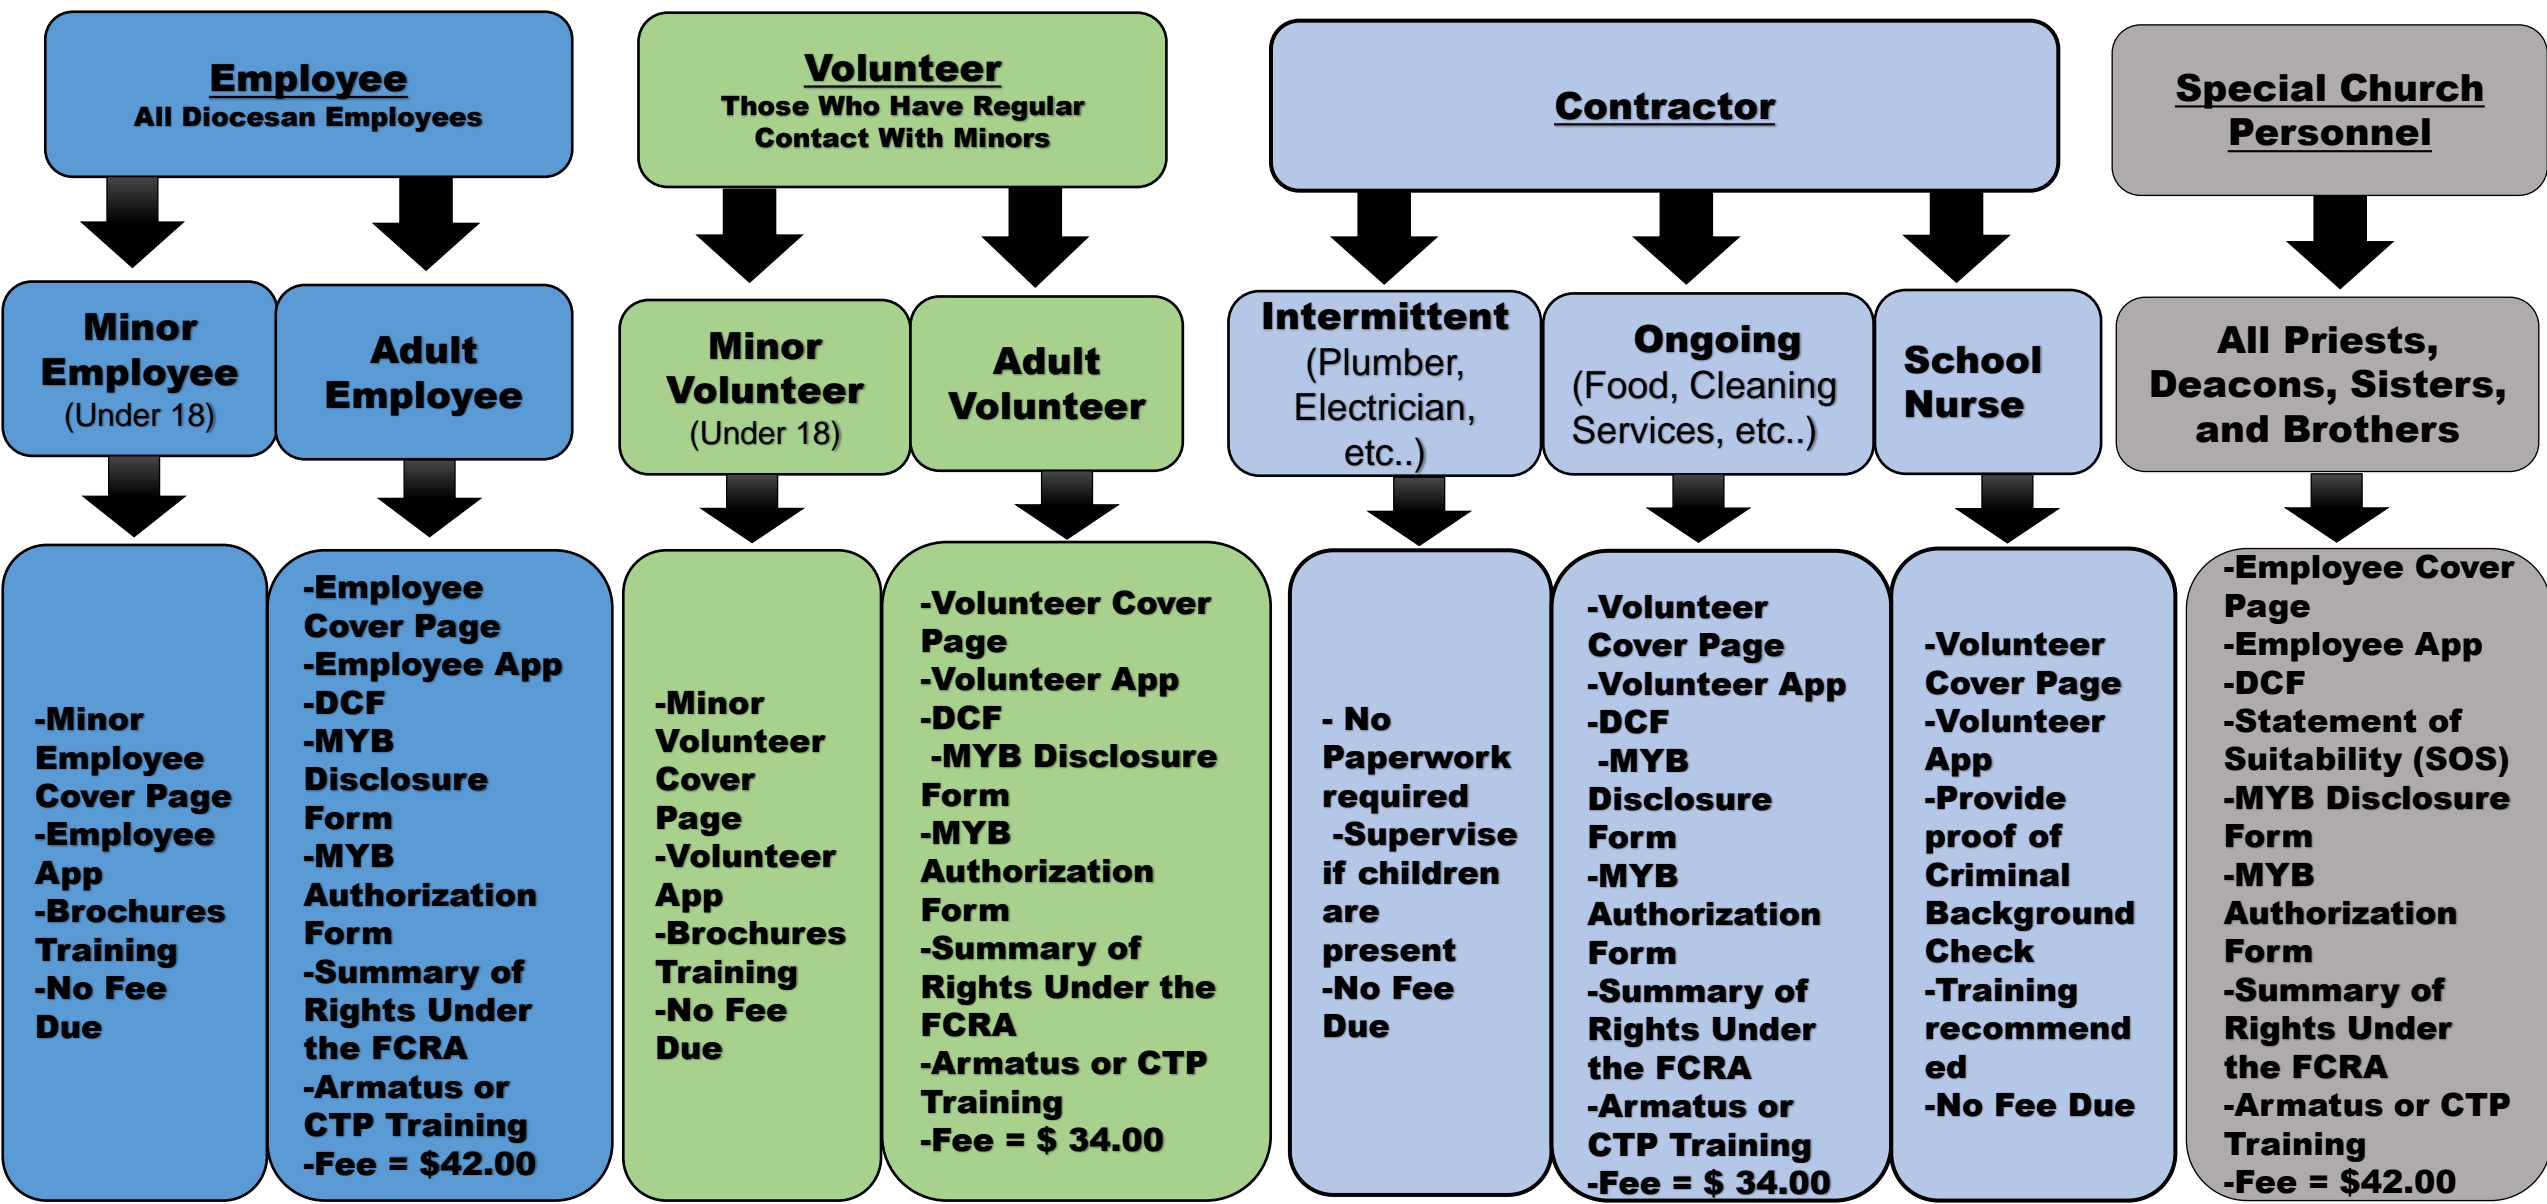 Employee
All Diocesan Employees
Volunteer
Those Who Have Regular
Contact With Minors
Contractor
Special Church
Personnel
Minor
Employee
(Under 18)
Adult
Employee
Minor
Volunteer
(Under 18)
Adult
Volunteer
Intermittent
(Plumber,
Electrician,
etc..)
Ongoing
(Food, Cleaning
Services, etc..)
School
Nurse
All Priests,
Deacons, Sisters,
and Brothers
-Minor
Employee
Cover Page
-Employee
App
-Brochures
Training
-No Fee
Due
-Employee
Cover Page
-Employee App
-DCF
-MYB
Disclosure
Form
-MYB
Authorization
Form
-Summary of
Rights Under
the FCRA
-Armatus or
CTP Training
-Fee = $42.00
-Minor
Volunteer
Cover
Page
-Volunteer
App
-Brochures
Training
-No Fee
Due
-Volunteer Cover
Page
-Volunteer App
-DCF
-MYB Disclosure
Form
-MYB
Authorization
Form
-Summary of
Rights Under the
FCRA
-Armatus or CTP
Training
-Fee = $ 34.00
- No
Paperwork
required
-Supervise
if children
are
present
-No Fee
Due
-Volunteer
Cover Page
-Volunteer App
-DCF
-MYB
Disclosure
Form
-MYB
Authorization
Form
-Summary of
Rights Under
the FCRA
-Armatus or
CTP Training
-Fee = $ 34.00
-Volunteer
Cover Page
-Volunteer
App
-Provide
proof of
Criminal
Background
Check
-Training
recommend
ed
-No Fee Due
-Employee Cover
Page
-Employee App
-DCF
-Statement of
Suitability (SOS)
-MYB Disclosure
Form
-MYB
Authorization
Form
-Summary of
Rights Under
the FCRA
-Armatus or CTP
Training
-Fee = $42.00